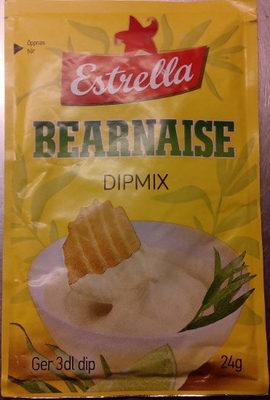 Öppnas
här
Estrella
BEARNAISE
DIPMIX
Ger 3dl dip
24g